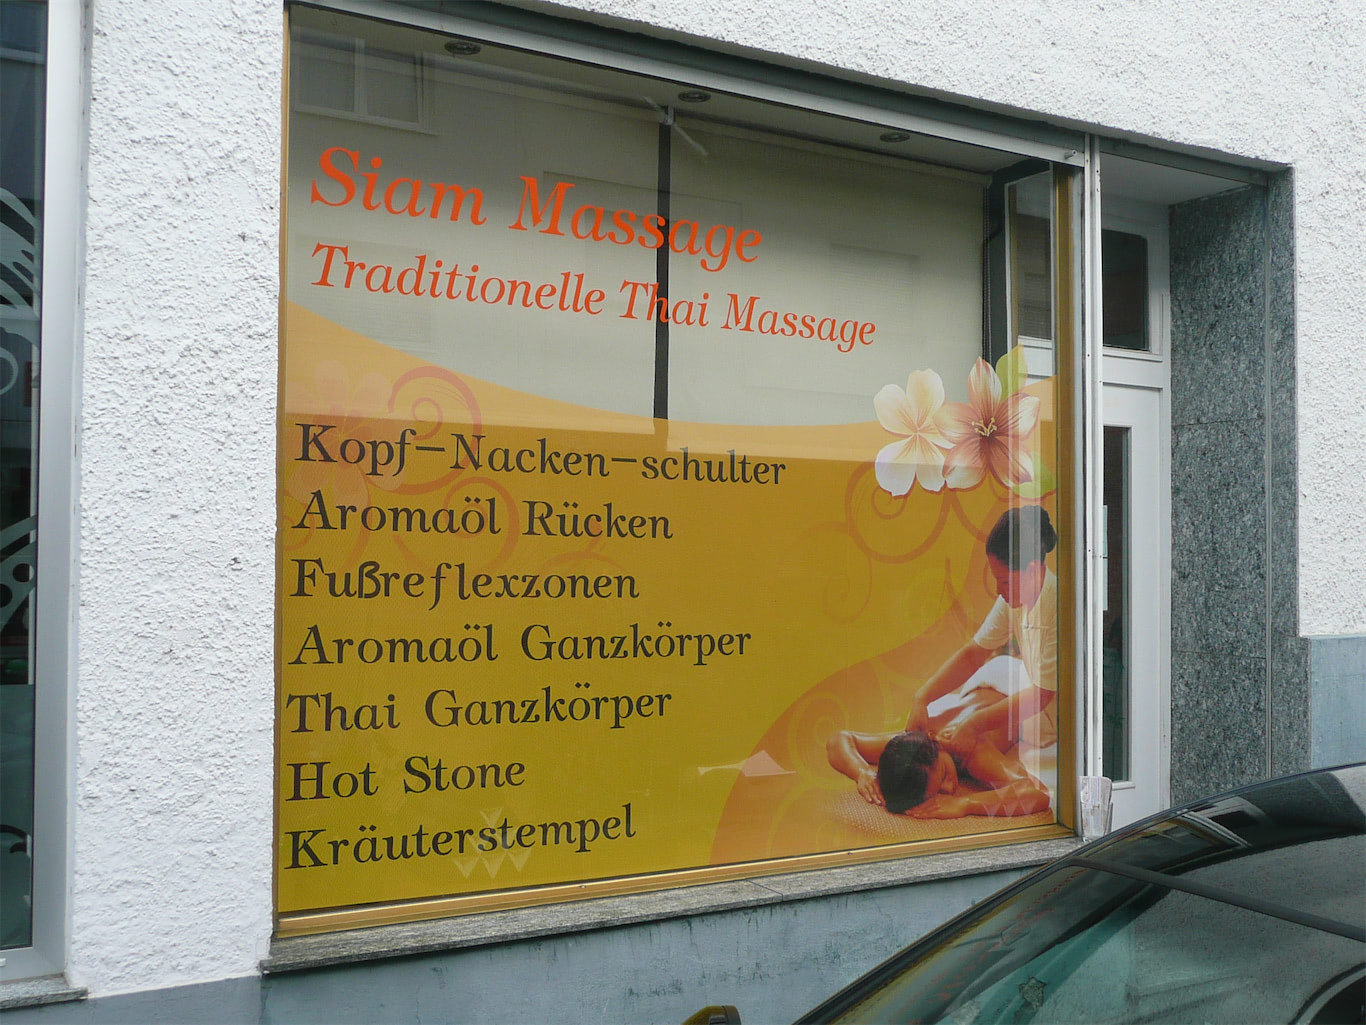 Siam Massage
Traditionelle Thai Massage
Kopf-Nacken-schulter
Aromaöl Rücken
Fußreflexzonen
Aromaöl Ganzkörper
Thai Ganzkörper
Hot Stone
Kräuterstempel